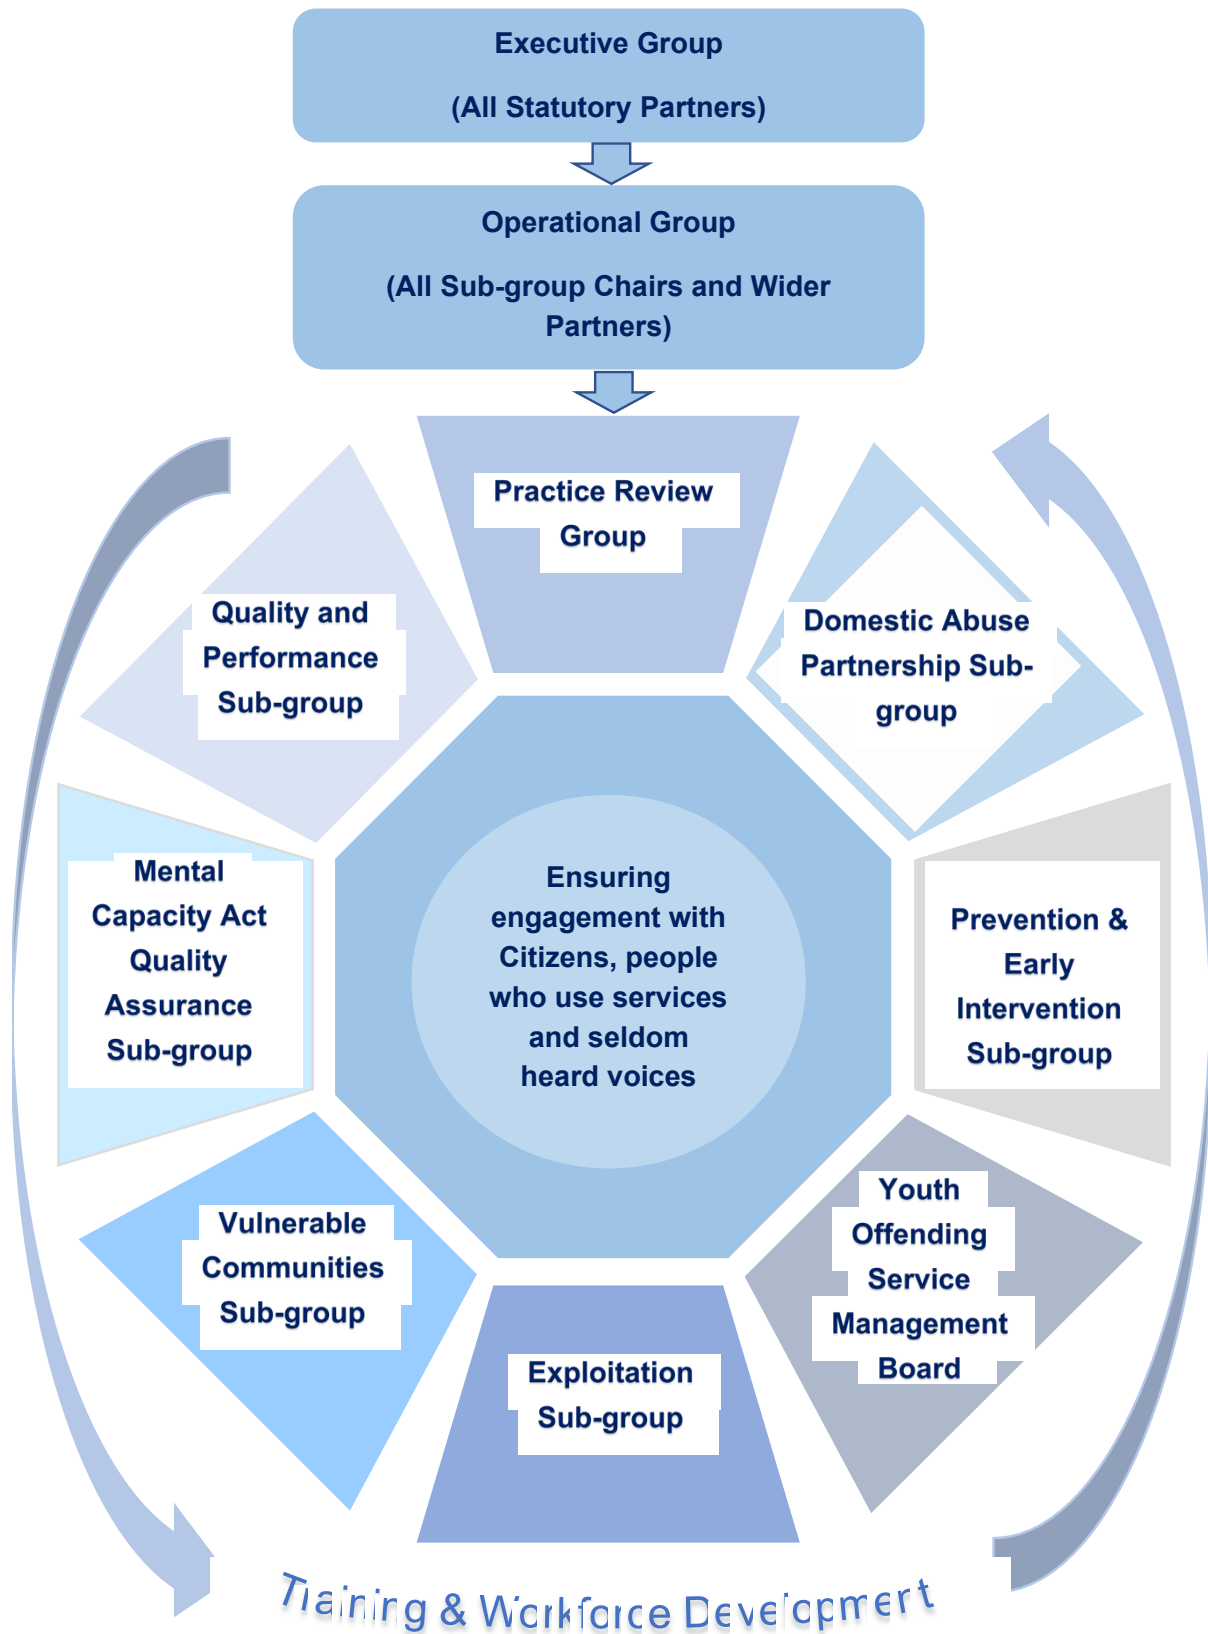 Executive Group
(All Statutory Partners)
Operational Group
(All Sub-group Chairs and Wider
Partners)
Practice Review
Group
Quality and
Performance
Sub-group
Domestic Abuse
Partnership Sub-
group
Mental
Capacity Act
Quality
Assurance
Sub-group
Ensuring
engagement with
Citizens, people
who use services
and seldom
heard voices
Prevention &
Early
Intervention
Sub-group
Vulnerable
Communities
Sub-group
Youth
Offending
Service
Management
Board
Exploitation
Sub-group
Training & Workforce Development